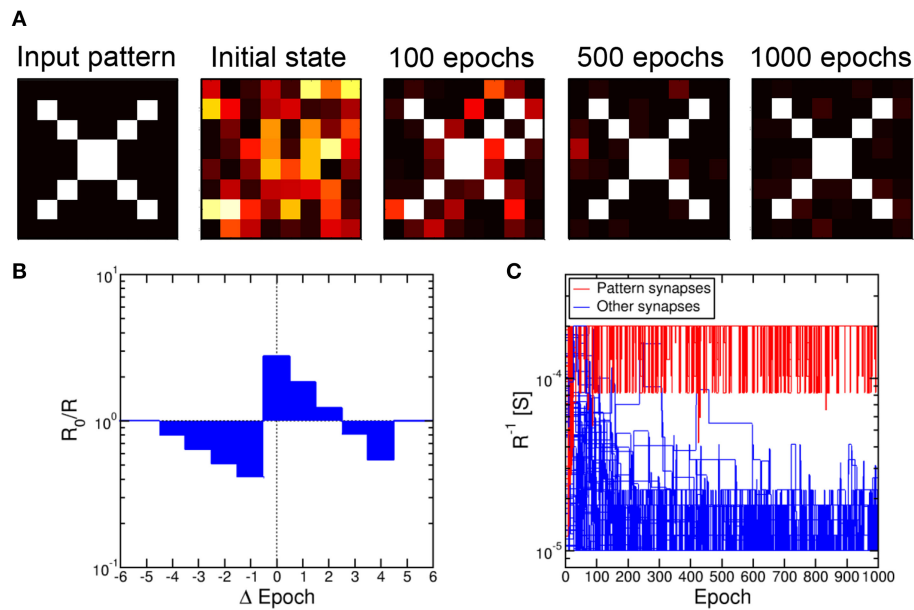 A
Input pattern Initial state 100 epochs 500 epochs 1000 epochs
B
10^1
10^0
10^-1
R_0/R
-6 -5 -4 -3 -2 -1 0 1 2 3 4 5 6
Δ Epoch
C
Pattern synapses
Other synapses
10^-4
10^-5
R^-1 [S]
0 100 200 300 400 500 600 700 800 900 1000
Epoch